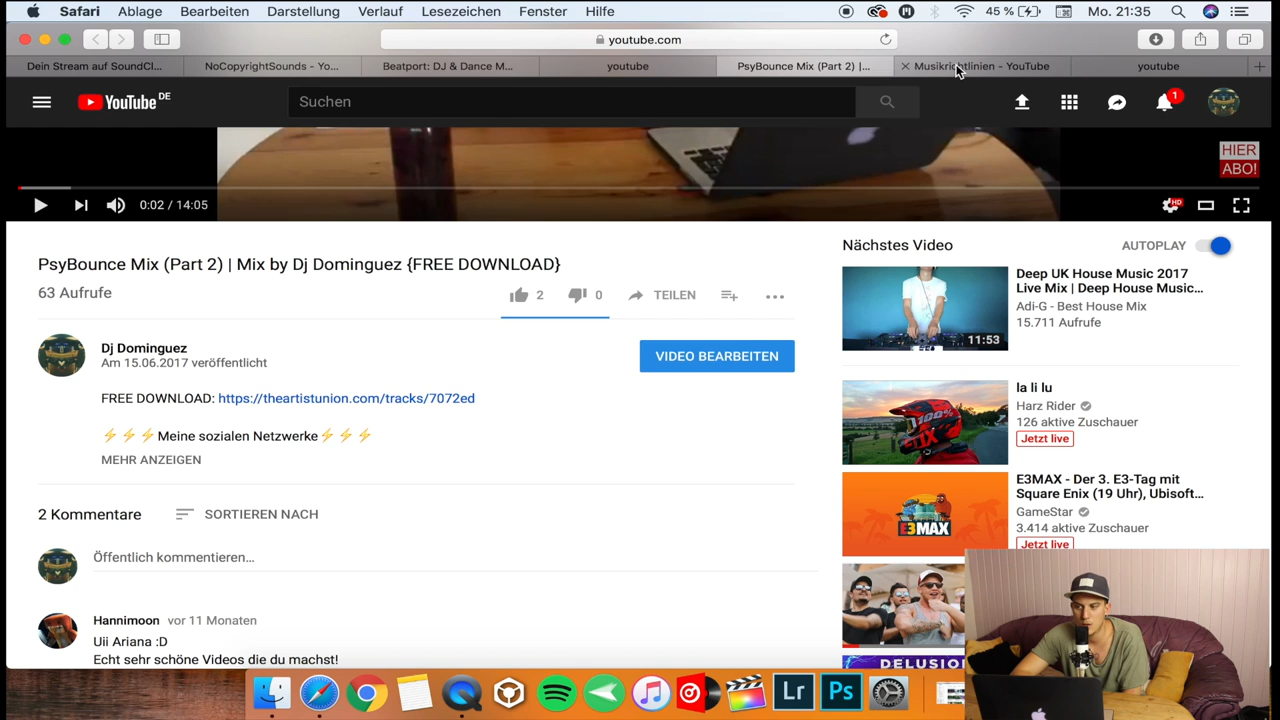 Safari Ablage Bearbeiten Darstellung Verlauf Lesezeichen Fenster Hilfe 45 % Mo. 21:35
youtube.com
Dein Stream auf SoundCl... NoCopyrightSounds - Yo... Beatport: DJ & Dance M... youtube PsyBounce Mix (Part 2) |... Musikrichtlinien - YouTube youtube
YouTube DE Suchen 1
HIER
ABO!
0:02 / 14:05 HD
PsyBounce Mix (Part 2) | Mix by Dj Dominguez {FREE DOWNLOAD}
63 Aufrufe
2 0 TEILEN
Dj Dominguez
Am 15.06.2017 veröffentlicht
VIDEO BEARBEITEN
FREE DOWNLOAD: https://theartistunion.com/tracks/7072ed
⚡⚡⚡Meine sozialen Netzwerke⚡⚡⚡
MEHR ANZEIGEN
2 Kommentare SORTIEREN NACH
Öffentlich kommentieren...
Hannimoon vor 11 Monaten
Uii Ariana :D
Echt sehr schöne Videos die du machst!
Nächstes Video AUTOPLAY
Deep UK House Music 2017
Live Mix | Deep House Music...
Adi-G - Best House Mix
15.711 Aufrufe
11:53
la li lu
Harz Rider
126 aktive Zuschauer
Jetzt live
100%
FOX
E3MAX - Der 3. E3-Tag mit
Square Enix (19 Uhr), Ubisoft...
GameStar
3.414 aktive Zuschauer
Jetzt live
E3MAX
DELUSION
Lr Ps